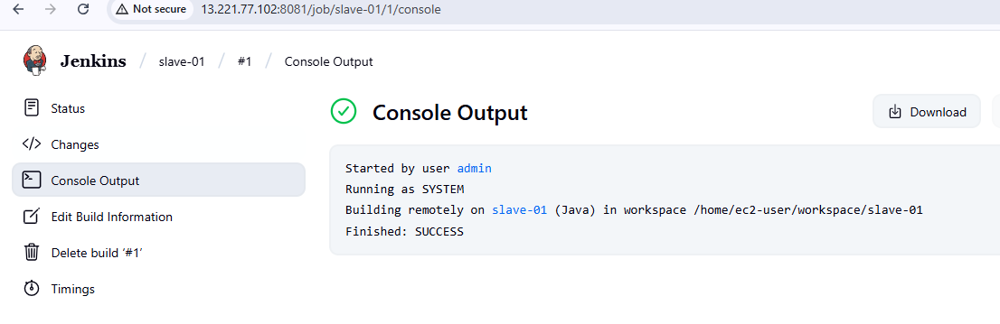 Not secure 13.221.77.102:8081/job/slave-01/1/console
Jenkins / slave-01 / #1 / Console Output
Status
Changes
Console Output
Edit Build Information
Delete build ‘#1’
Timings
Console Output
Download
Started by user admin
Running as SYSTEM
Building remotely on slave-01 (Java) in workspace /home/ec2-user/workspace/slave-01
Finished: SUCCESS